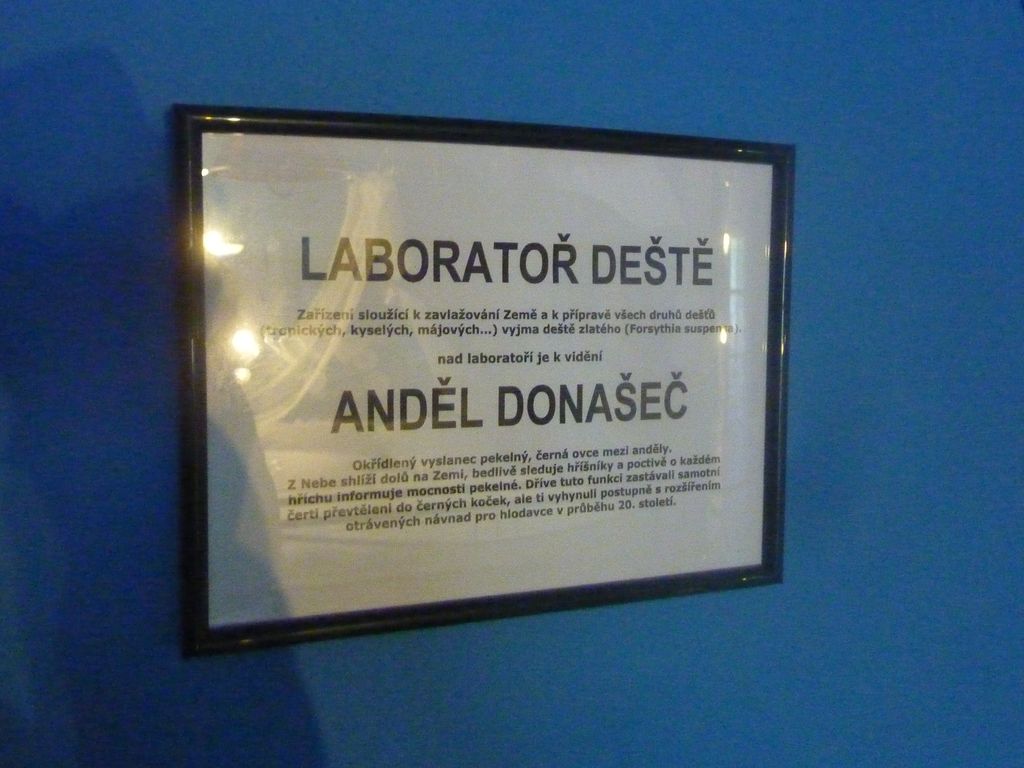 LABORATOŘ DEŠTĚ
Zařízení sloužící k zavlažování Země a k přípravě všech druhů dešťů
(tropických, kyselých, májových...) vyjma deště zlatého (Forsythia suspensa).
nad laboratoří je k vidění
ANDĚL DONAŠEČ
Okřídlený vyslanec pekelný, černá ovce mezi anděly.
Z Nebe shlíží dolů na Zemi, bedlivě sleduje hříšníky a poctivě o každém
hříchu informuje mocnosti pekelné. Dříve tuto funkci zastávali samotní
čerti převtělení do černých koček, ale ti vyhynuli postupně s rozšířením
otrávených návnad pro hlodavce v průběhu 20. století.